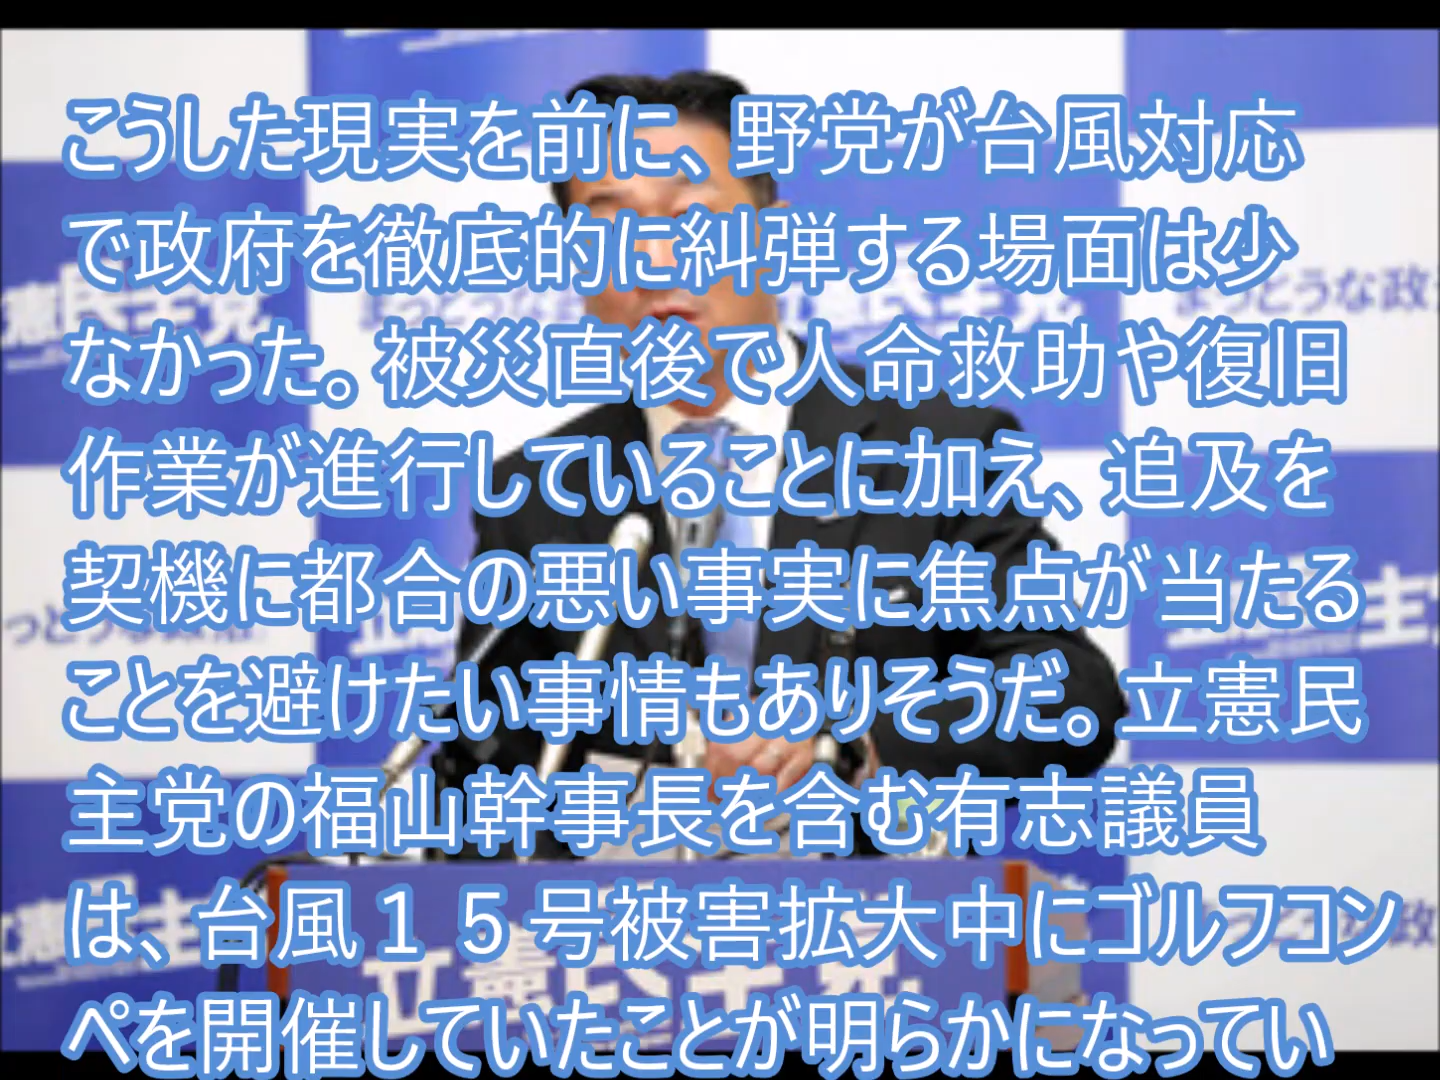 こうした現実を前に、野党が台風対応
で政府を徹底的に糾弾する場面は少
なかった。被災直後で人命救助や復旧
作業が進行していることに加え、追及を
契機に都合の悪い事実に焦点が当たる
ことを避けたい事情もありそうだ。立憲民
主党の福山幹事長を含む有志議員
は、台風１５号被害拡大中にゴルフコン
ペを開催していたことが明らかになってい